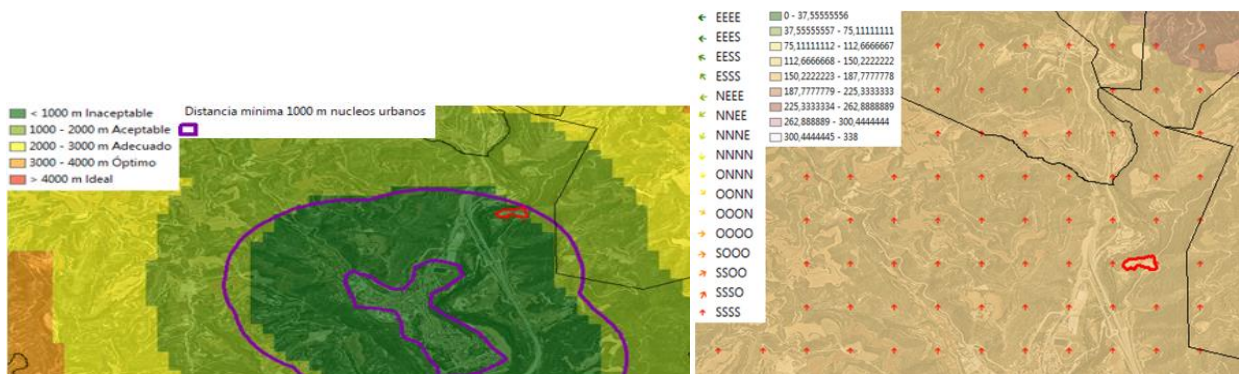 < 1000 m Inaceptable
1000 - 2000 m Aceptable
2000 - 3000 m Adecuado
3000 - 4000 m Óptimo
> 4000 m Ideal
Distancia mínima 1000 m nucleos urbanos
EEEE
EEES
EESS
ESSS
NEEE
NNEE
NNNE
NNNN
ONNN
OONN
OOON
OOOO
SOOO
SSOO
SSSO
SSSS
0 - 37,55555556
37,55555557 - 75,11111111
75,11111112 - 112,6666667
112,6666668 - 150,2222222
150,2222223 - 187,7777778
187,7777779 - 225,3333333
225,3333334 - 262,8888889
262,888889 - 300,4444444
300,4444445 - 338